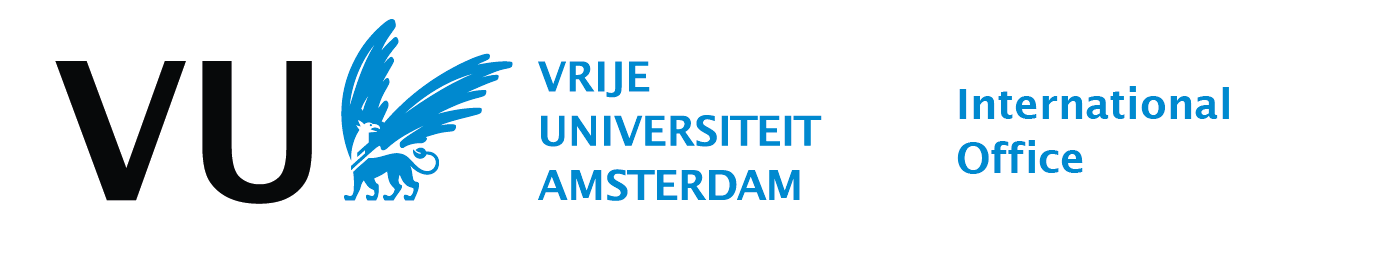 VU
VRIJE
UNIVERSITEIT
AMSTERDAM
International
Office